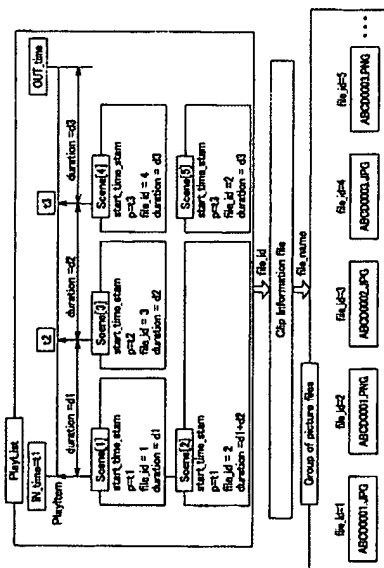 PlayList
IN_time=t1
t2
t3
OUT_time
PlayItem
duration =d1
duration =d2
duration =d3
Scene[1]
start_time_stam
p=t1
file_id = 1
duration = d1
Scene[3]
start_time_stam
p=t2
file_id = 3
duration = d2
Scene[4]
start_time_stam
p=t3
file_id = 4
duration = d3
Scene[2]
start_time_stam
p=t1
file_id = 2
duration =d1+d2
Scene[5]
start_time_stam
p=t3
file_id =2
duration = d3
file_id
Clip Information file
file_name
Group of picture files
file_id=1
file_id=2
file_id=3
file_id=4
file_id=5
ABCD0001.JPG
ABCD0001.PNG
ABCD0002.JPG
ABCD0003.JPG
ABCD0003.PNG
...